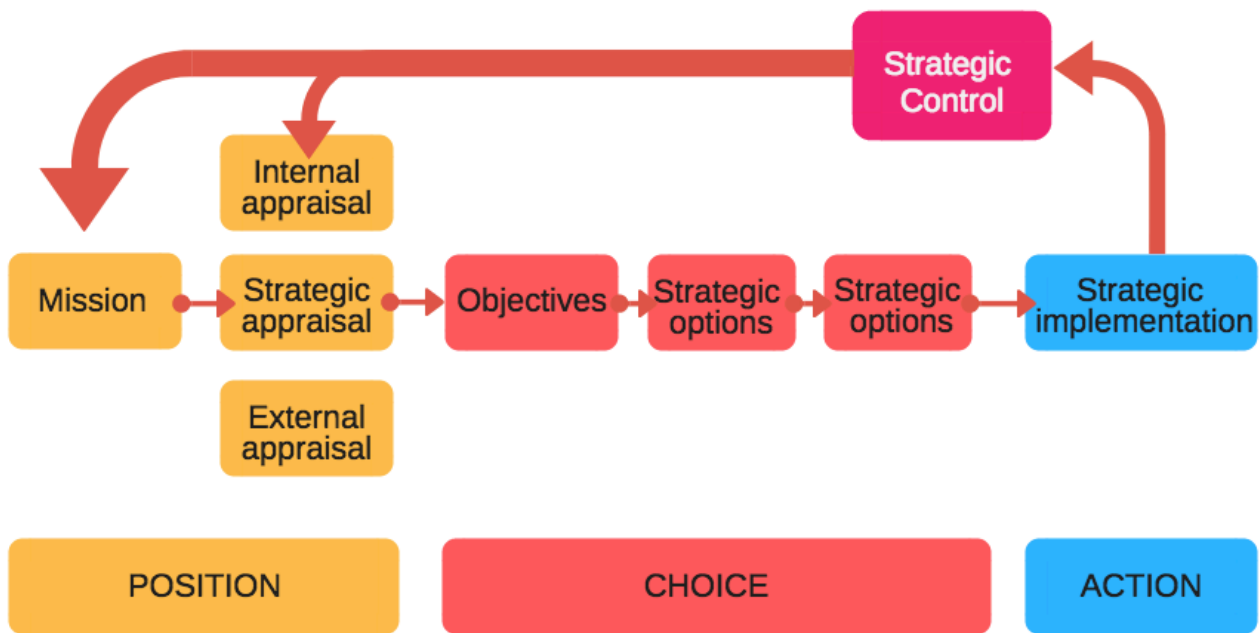 Strategic
Control
Internal
appraisal
Mission
Strategic
appraisal
Objectives
Strategic
options
Strategic
options
Strategic
implementation
External
appraisal
POSITION
CHOICE
ACTION